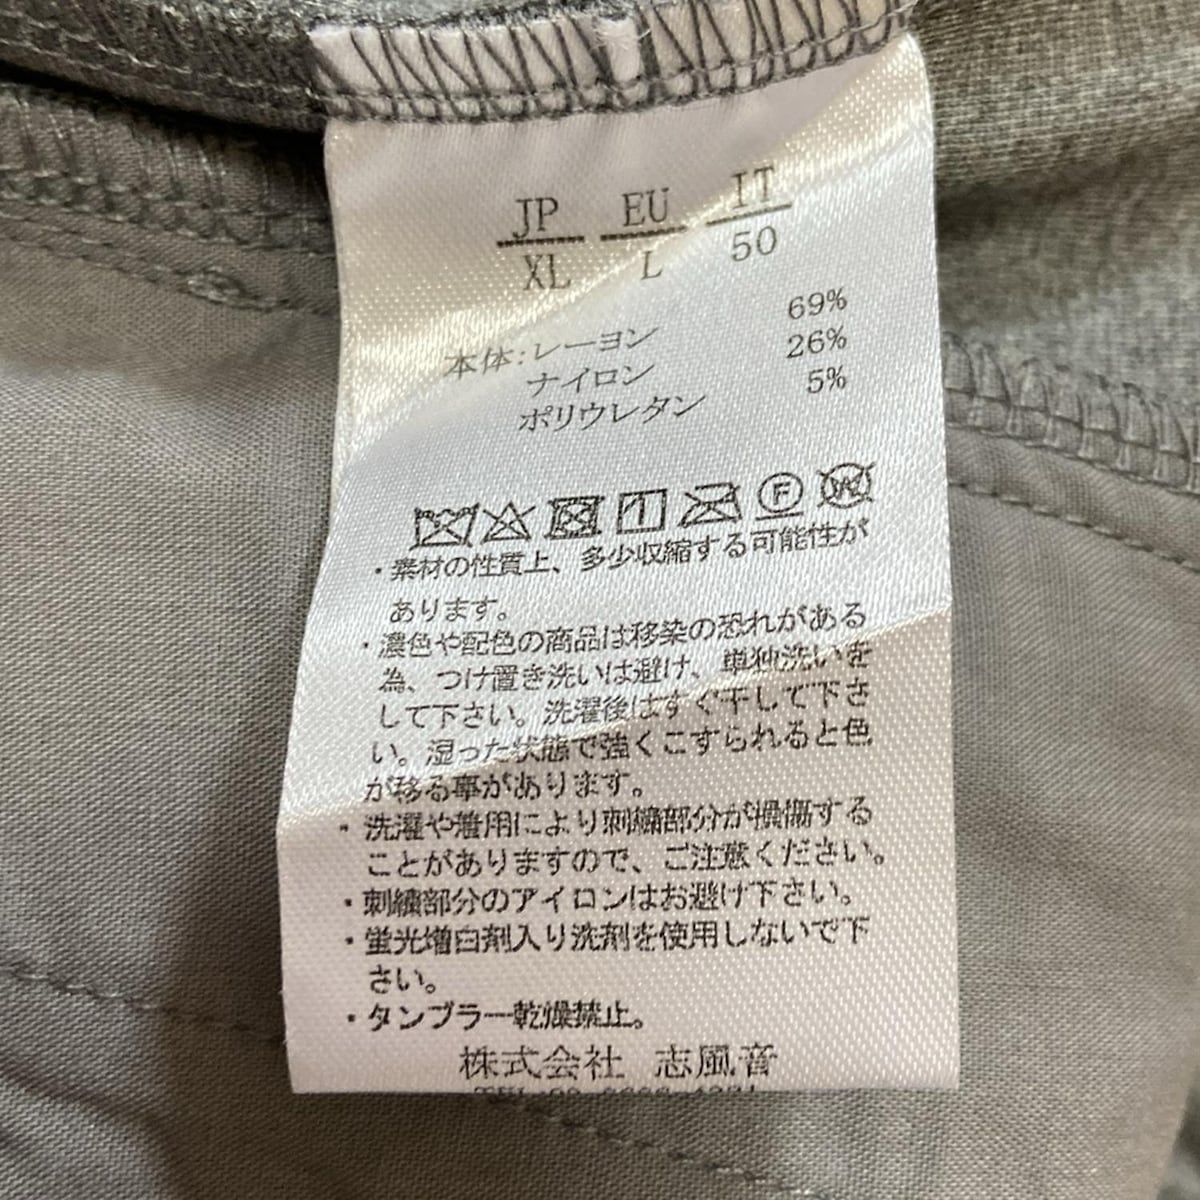 JP EU IT
XL L 50
本体:レーヨン 69%
ナイロン 26%
ポリウレタン 5%
F W
・素材の性質上、多少収縮する可能性が
あります。
・濃色や配色の商品は移染の恐れがある
為、つけ置き洗いは避け、単独洗いを
して下さい。洗濯後はすぐ干して下さ
い。湿った状態で強くこすられると色
が移る事があります。
・洗濯や着用により刺繍部分が損傷する
ことがありますので、ご注意ください。
・刺繍部分のアイロンはお避け下さい。
・蛍光増白剤入り洗剤を使用しないで下
さい。
・タンブラー乾燥禁止。
株式会社 志風音